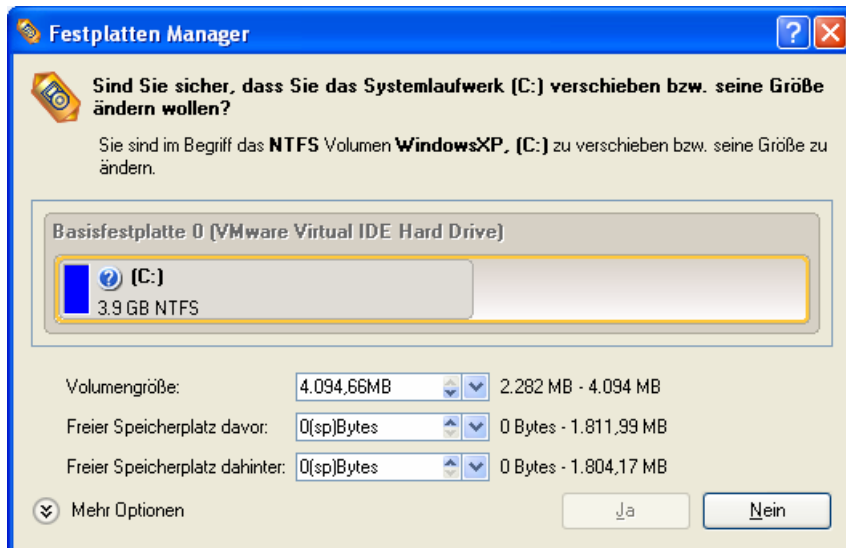 Festplatten Manager
Sind Sie sicher, dass Sie das Systemlaufwerk (C:) verschieben bzw. seine Größe
ändern wollen?
Sie sind im Begriff das NTFS Volumen WindowsXP, (C:) zu verschieben bzw. seine Größe zu
ändern.
Basisfestplatte 0 (VMware Virtual IDE Hard Drive)
(C:)
3.9 GB NTFS
Volumengröße: 4.094,66MB 2.282 MB - 4.094 MB
Freier Speicherplatz davor: 0(sp)Bytes 0 Bytes - 1.811,99 MB
Freier Speicherplatz dahinter: 0(sp)Bytes 0 Bytes - 1.804,17 MB
Mehr Optionen Ja Nein